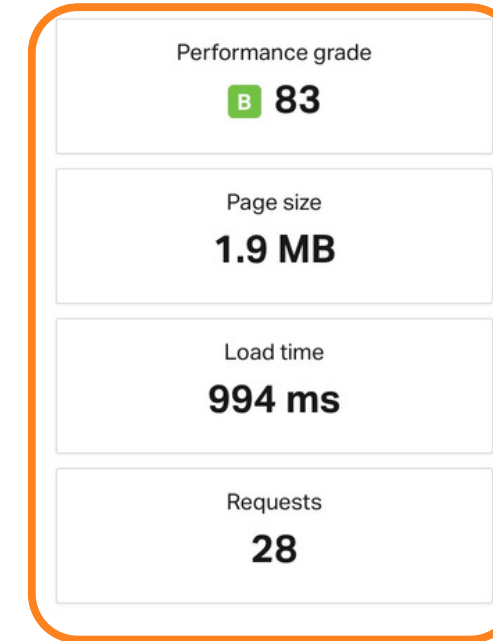 Performance grade
B 83
Page size
1.9 MB
Load time
994 ms
Requests
28